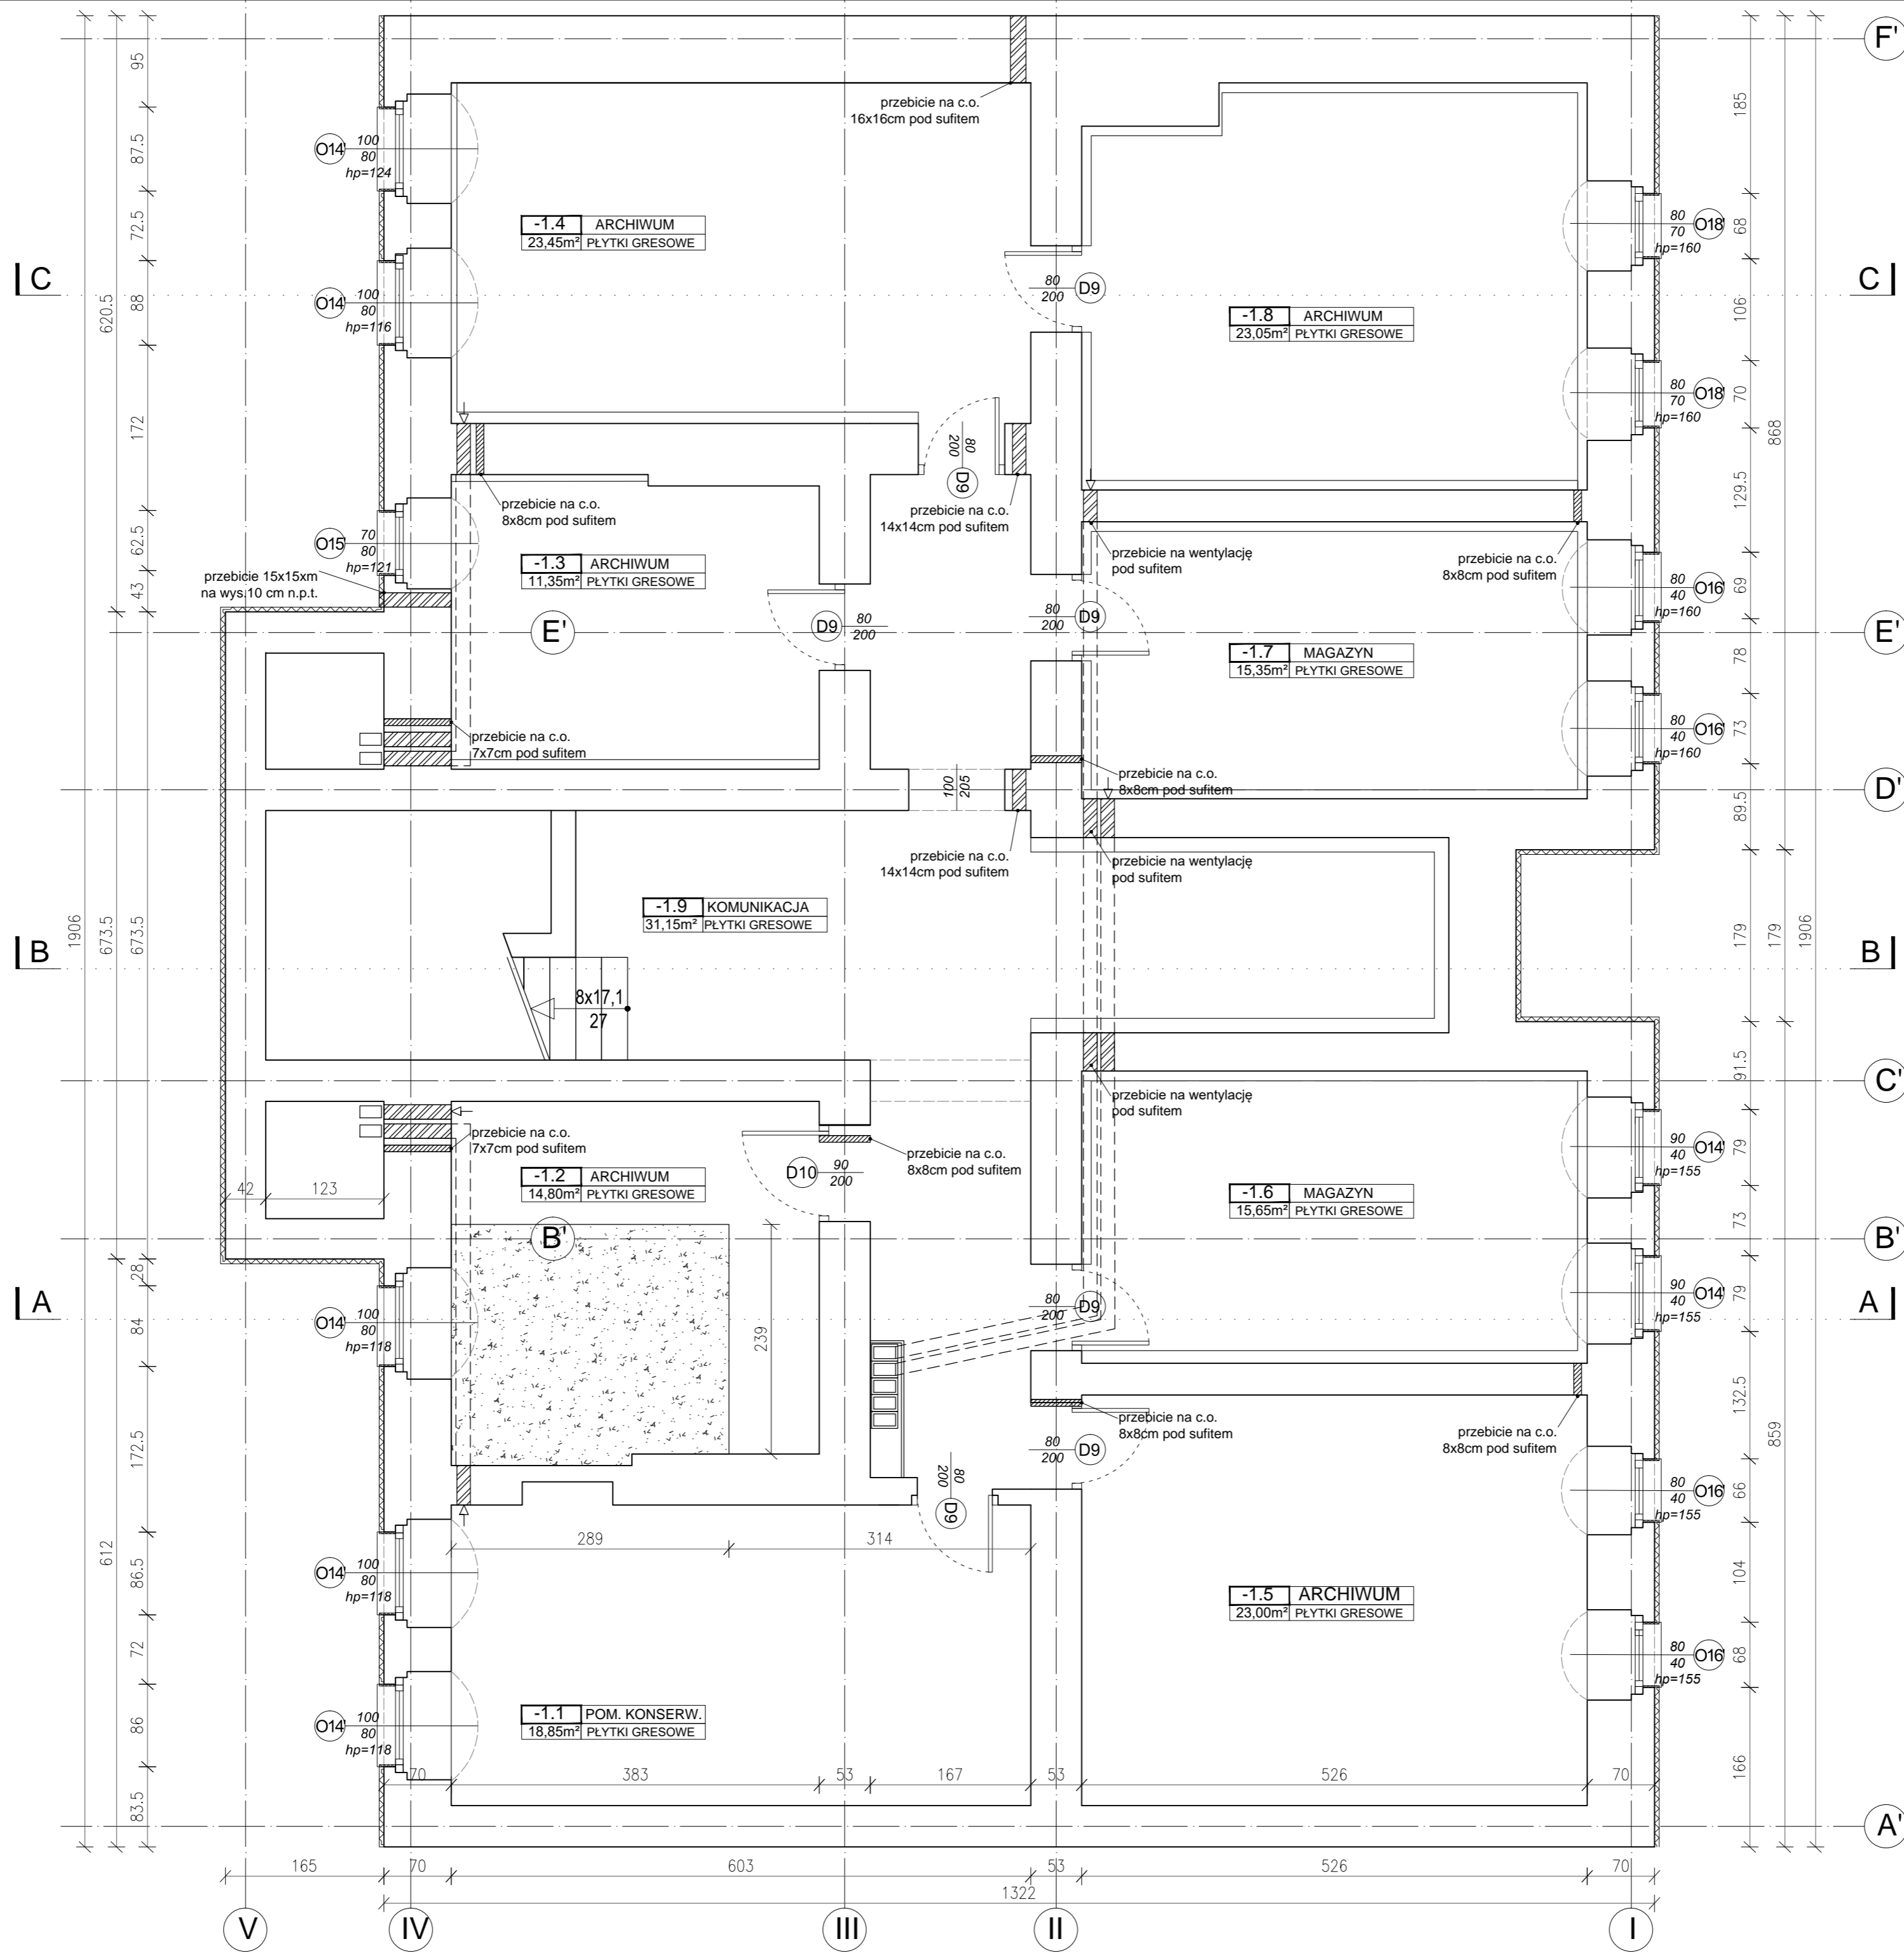 F'
przebicie na c.o.
16x16cm pod sufitem
O14'
100
80
hp=124
-1.4 ARCHIWUM
23,45m² PŁYTKI GRESOWE
80
70
hp=160
O18'
C
C
O14'
100
80
hp=116
80
200
D9
-1.8 ARCHIWUM
23,05m² PŁYTKI GRESOWE
80
70
hp=160
O18'
80
200
D9
przebicie na c.o.
8x8cm pod sufitem
przebicie na c.o.
14x14cm pod sufitem
O15'
70
80
hp=121
przebicie 15x15xm
na wys.10 cm n.p.t.
-1.3 ARCHIWUM
11,35m² PŁYTKI GRESOWE
przebicie na wentylację
pod sufitem
przebicie na c.o.
8x8cm pod sufitem
80
40
hp=160
O16'
E'
D9
80
200
80
200
D9
E'
-1.7 MAGAZYN
15,35m² PŁYTKI GRESOWE
przebicie na c.o.
7x7cm pod sufitem
80
40
hp=160
O16'
100
205
przebicie na c.o.
8x8cm pod sufitem
D'
przebicie na c.o.
14x14cm pod sufitem
przebicie na wentylację
pod sufitem
-1.9 KOMUNIKACJA
31,15m² PŁYTKI GRESOWE
B
B
8x17,1
27
C'
przebicie na wentylację
pod sufitem
przebicie na c.o.
7x7cm pod sufitem
przebicie na c.o.
8x8cm pod sufitem
-1.2 ARCHIWUM
14,80m² PŁYTKI GRESOWE
D10
90
200
90
40
hp=155
O14'
-1.6 MAGAZYN
15,65m² PŁYTKI GRESOWE
42
123
B'
B'
239
A
A
O14'
100
80
hp=118
80
200
D9
90
40
hp=155
O14'
przebicie na c.o.
8x8cm pod sufitem
przebicie na c.o.
8x8cm pod sufitem
80
200
D9
80
200
D9
80
40
hp=155
O16'
289
314
O14'
100
80
hp=118
-1.5 ARCHIWUM
23,00m² PŁYTKI GRESOWE
80
40
hp=155
O16'
-1.1 POM. KONSERW.
18,85m² PŁYTKI GRESOWE
O14'
100
80
hp=118
70
383
53
167
53
526
70
A'
165
70
603
53
526
70
1322
V
IV
III
II
I
1906
620.5
673.5
612
95
87.5
72.5
88
172
62.5
43
673.5
28
84
172.5
86.5
72
86
83.5
185
68
106
70
129.5
69
78
73
89.5
179
91.5
79
73
79
132.5
66
104
68
166
868
179
859
1906